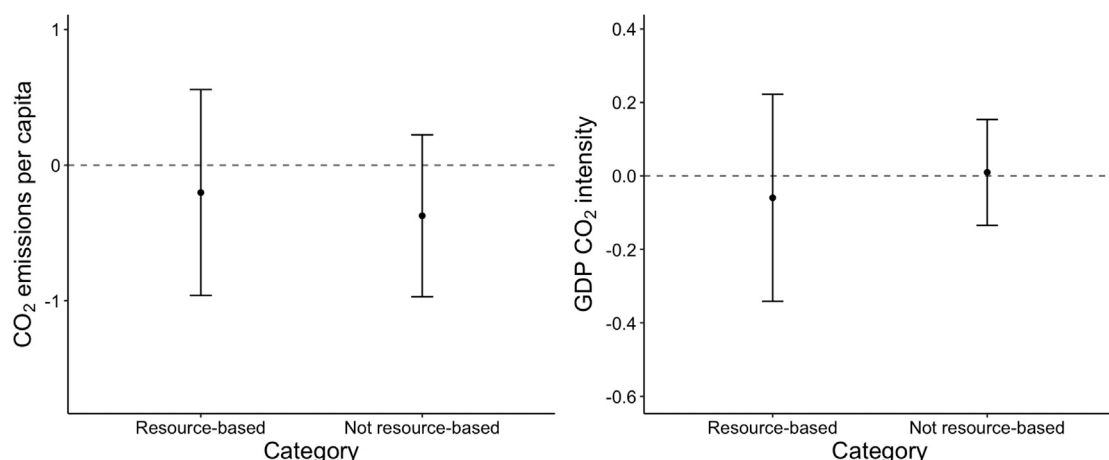 CO₂ emissions per capita
1
0
-1
Resource-based Not resource-based
Category
GDP CO₂ intensity
0.4
0.2
0.0
-0.2
-0.4
-0.6
Resource-based Not resource-based
Category